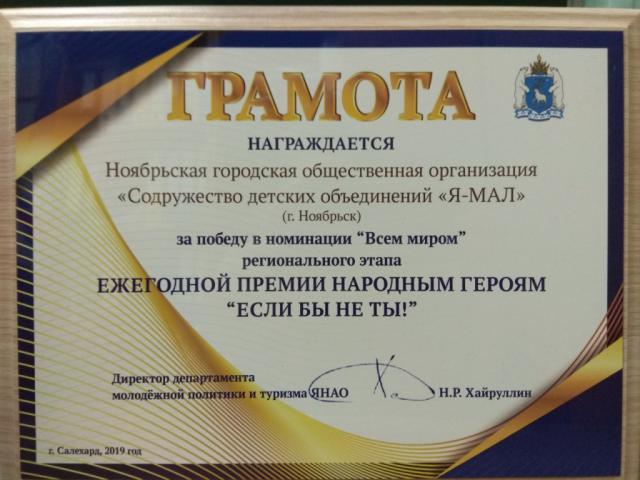 ГРАМОТА
НАГРАЖДАЕТСЯ
Ноябрьская городская общественная организация
«Содружество детских объединений «Я-МАЛ»
(г. Ноябрьск)
за победу в номинации “Всем миром”
регионального этапа
ЕЖЕГОДНОЙ ПРЕМИИ НАРОДНЫМ ГЕРОЯМ
“ЕСЛИ БЫ НЕ ТЫ!”
Директор департамента
молодёжной политики и туризма ЯНАО Н.Р. Хайруллин
г. Салехард, 2019 год